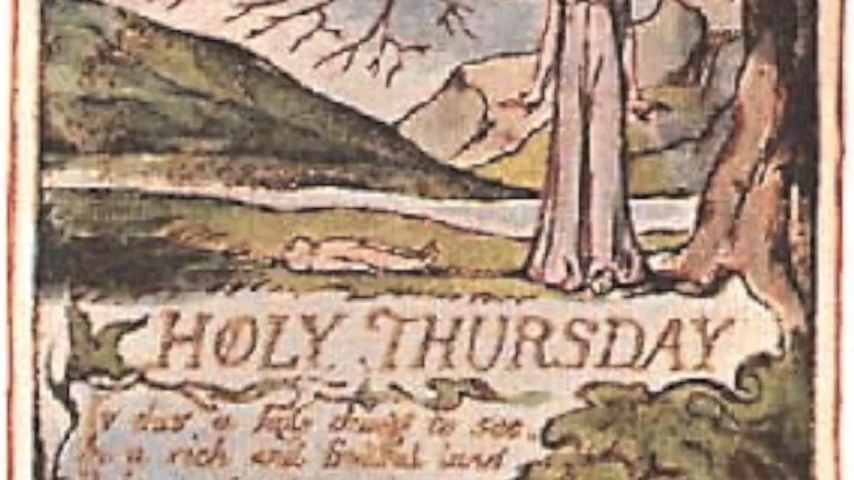 HOLY THURSDAY
Is this a holy thing to see,
In a rich and fruitful land